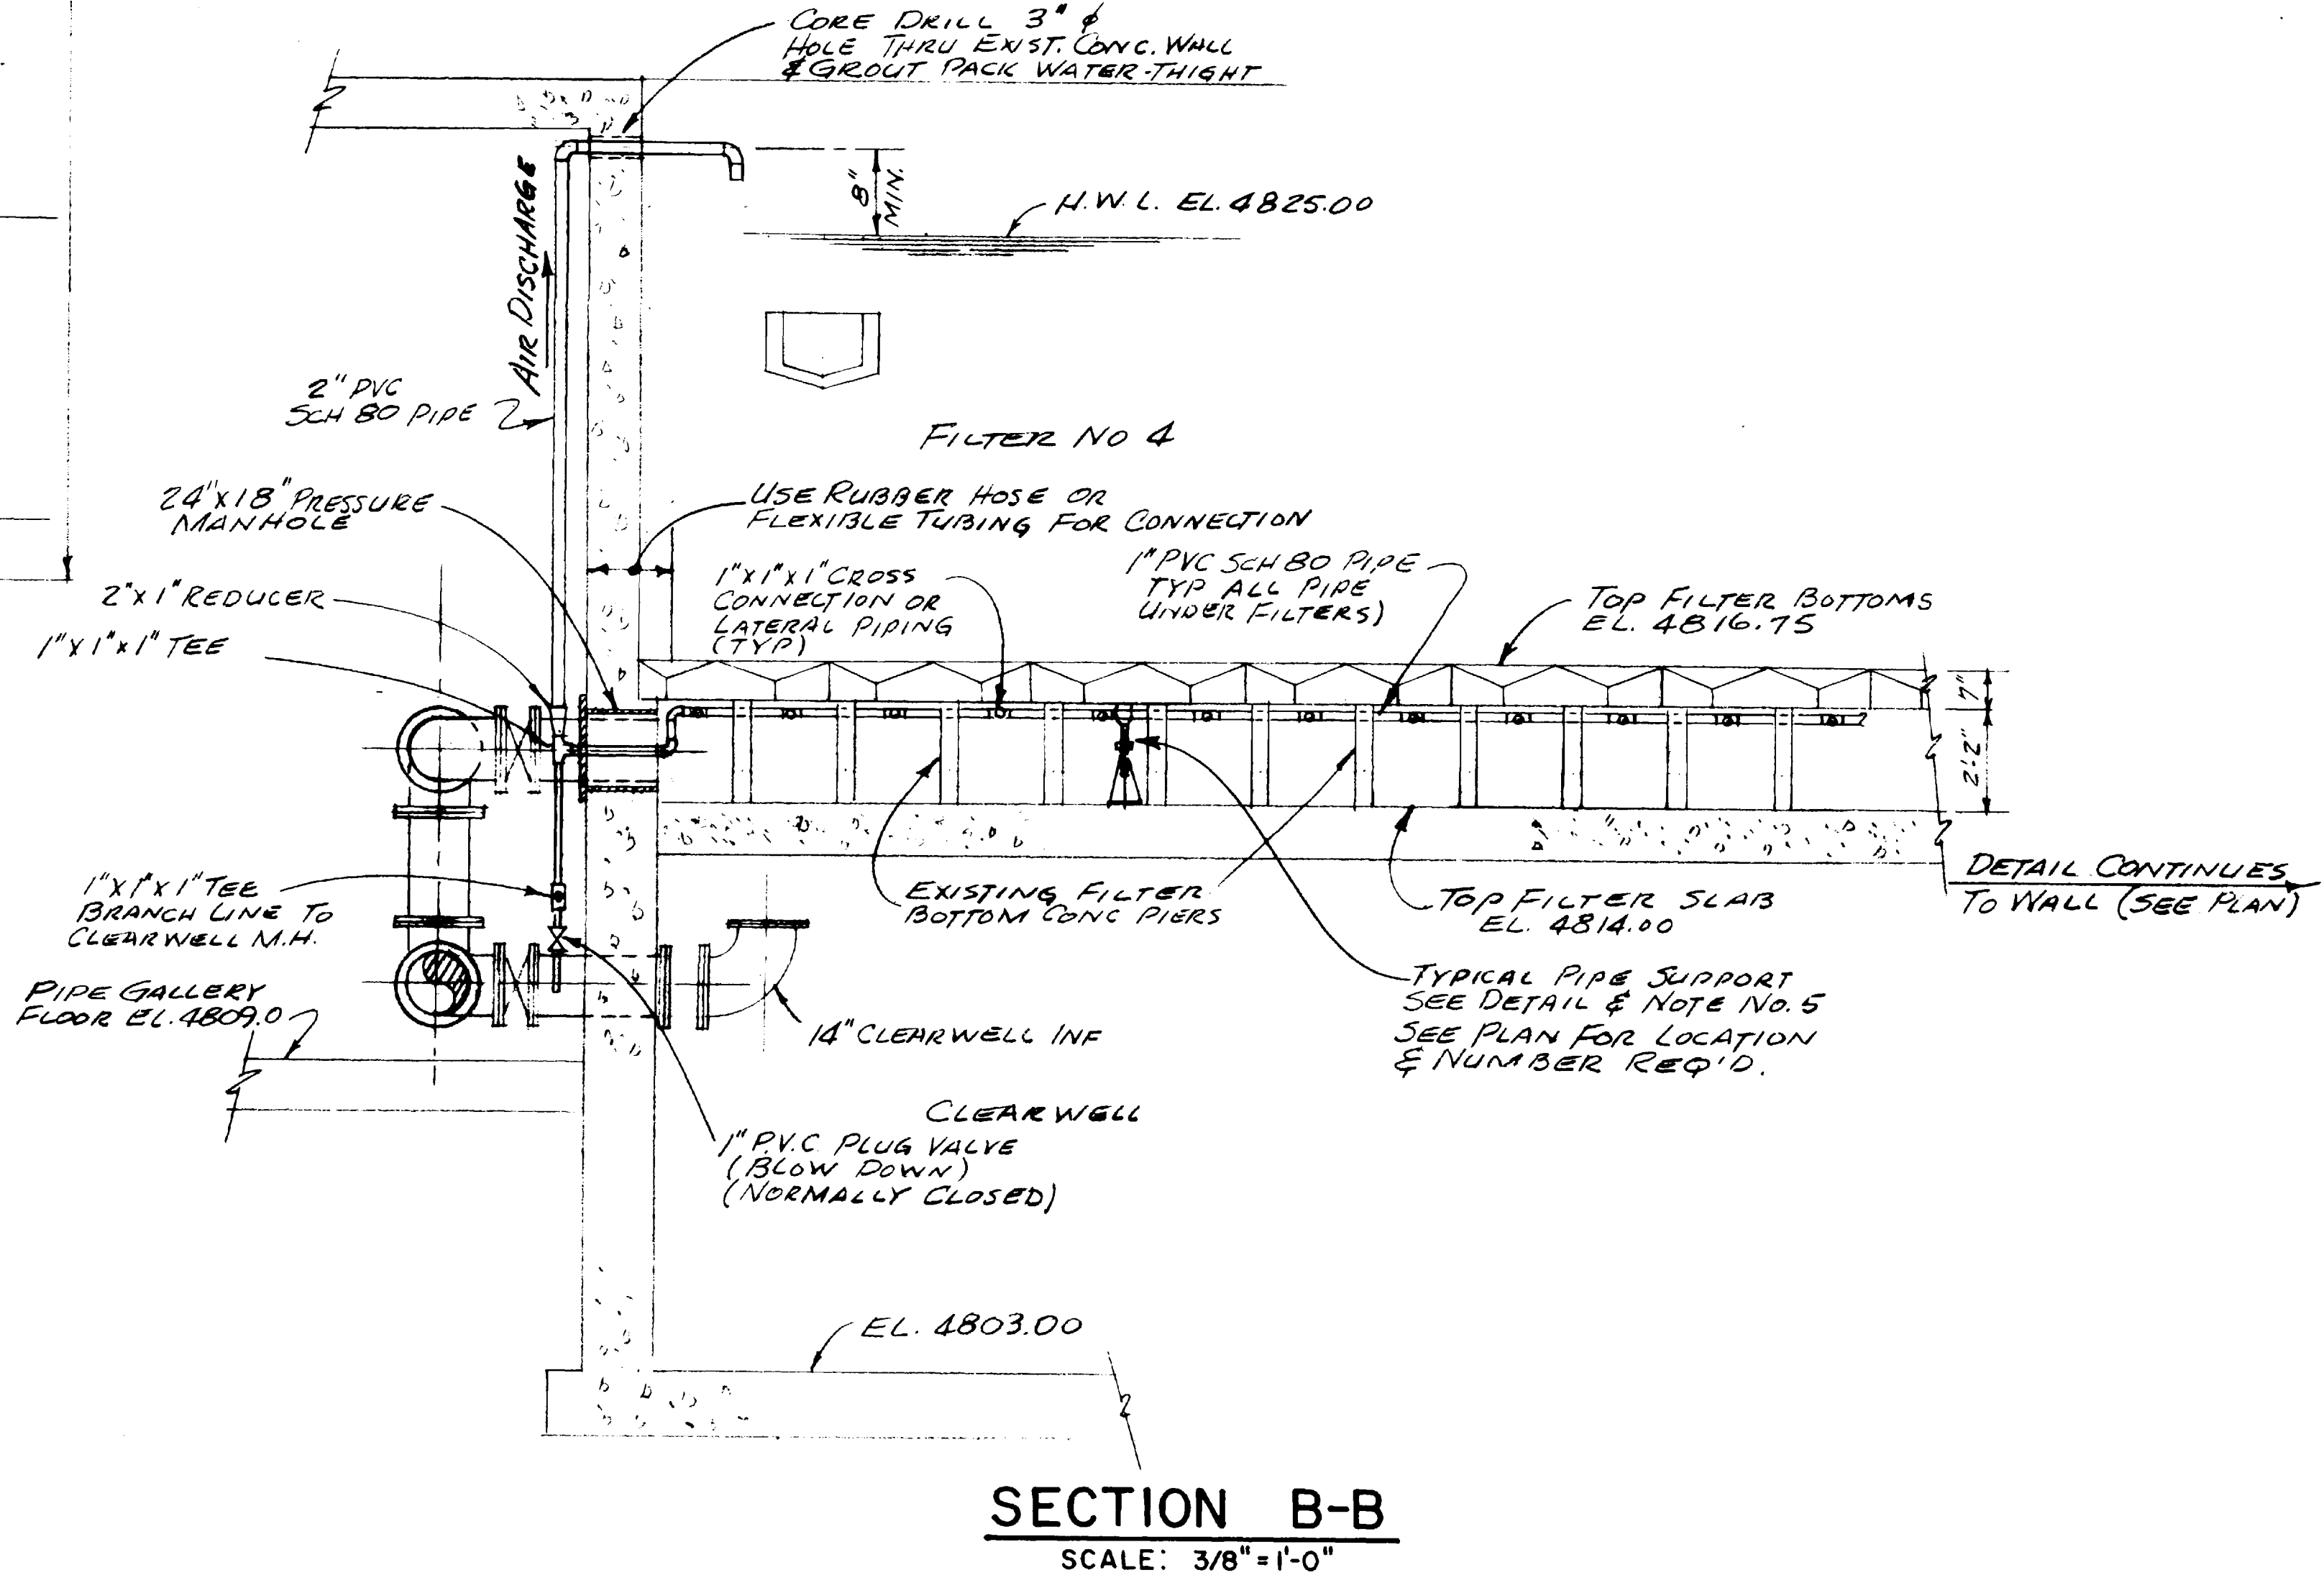 CORE DRILL 3" ϕ
HOLE THRU EXIST. CONC. WALL
& GROUT PACK WATER-THIGHT
8"
MIN.
H.W.L. EL. 4825.00
AIR DISCHARGE
2" PVC
SCH 80 PIPE
FILTER NO 4
24"X18" PRESSURE
MANHOLE
USE RUBBER HOSE OR
FLEXIBLE TUBING FOR CONNECTION
2"X1" REDUCER
1"X1"X1" TEE
1"X1"X1" CROSS
CONNECTION OR
LATERAL PIPING
(TYP)
1" PVC SCH 80 PIPE
TYP ALL PIPE
UNDER FILTERS)
TOP FILTER BOTTOMS
EL. 4816.75
7"
2'-2"
1"X1"X1" TEE
BRANCH LINE TO
CLEARWELL M.H.
EXISTING FILTER
BOTTOM CONC PIERS
TOP FILTER SLAB
EL. 4814.00
DETAIL CONTINUES
TO WALL (SEE PLAN)
PIPE GALLERY
FLOOR EL. 4809.0
14" CLEARWELL INF
TYPICAL PIPE SUPPORT
SEE DETAIL & NOTE NO. 5
SEE PLAN FOR LOCATION
& NUMBER REQ'D.
CLEARWELL
1" P.V.C. PLUG VALVE
(BLOW DOWN)
(NORMALLY CLOSED)
EL. 4803.00
SECTION B-B
SCALE: 3/8"=1'-0"